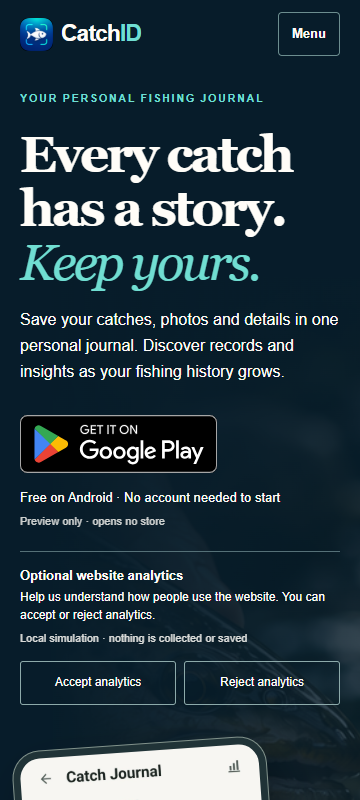 CatchID
Menu
YOUR PERSONAL FISHING JOURNAL
Every catch
has a story.
Keep yours.
Save your catches, photos and details in one
personal journal. Discover records and
insights as your fishing history grows.
GET IT ON
Google Play
Free on Android · No account needed to start
Preview only · opens no store
Optional website analytics
Help us understand how people use the website. You can
accept or reject analytics.
Local simulation · nothing is collected or saved
Accept analytics
Reject analytics
Catch Journal